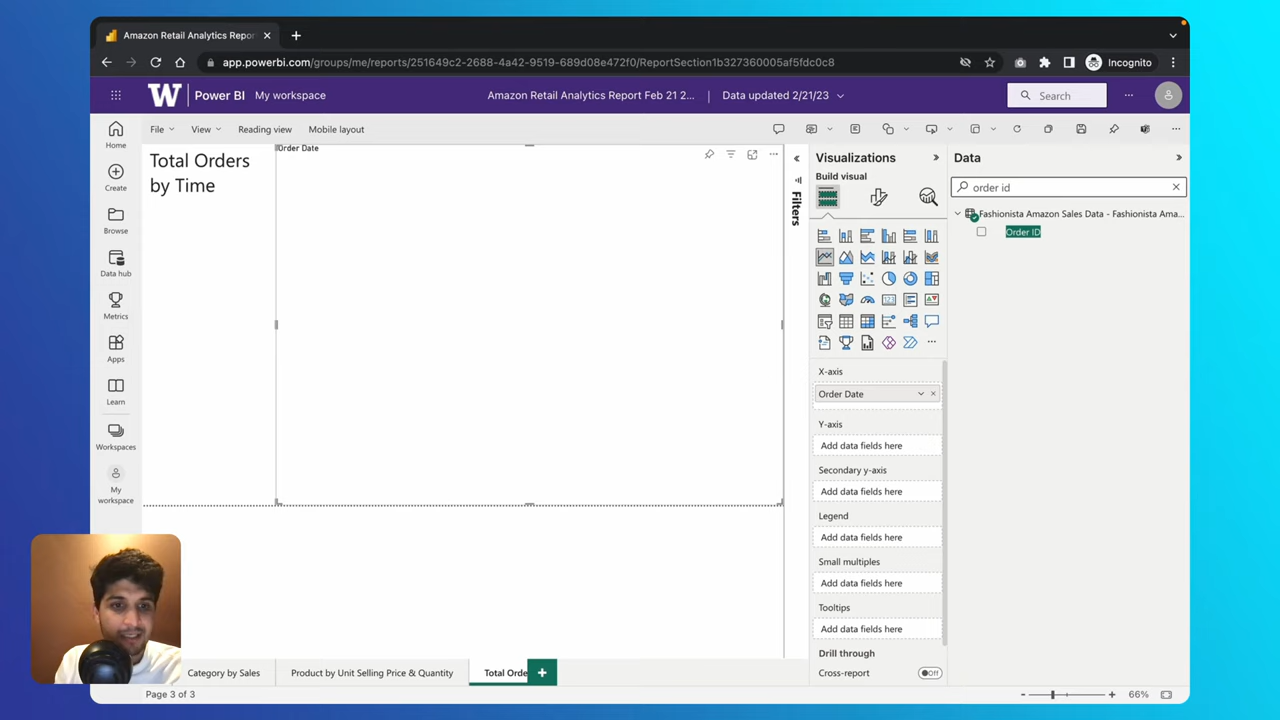 Amazon Retail Analytics Repor
app.powerbi.com/groups/me/reports/251649c2-2688-4a42-9519-689d08e472f0/ReportSection1b327360005af5fdc0c8
Incognito
W Power BI My workspace
Amazon Retail Analytics Report Feb 21 2... Data updated 2/21/23
Search
File View Reading view Mobile layout
Home
Create
Browse
Data hub
Metrics
Apps
Learn
Workspaces
My
workspace
Total Orders
by Time
Order Date
Filters
Visualizations
Build visual
X-axis
Order Date
Y-axis
Add data fields here
Secondary y-axis
Add data fields here
Legend
Add data fields here
Small multiples
Add data fields here
Tooltips
Add data fields here
Drill through
Cross-report
Off
Data
order id
Fashionista Amazon Sales Data - Fashionista Ama...
Order ID
Category by Sales
Product by Unit Selling Price & Quantity
Total Orde
Page 3 of 3
- + 66%